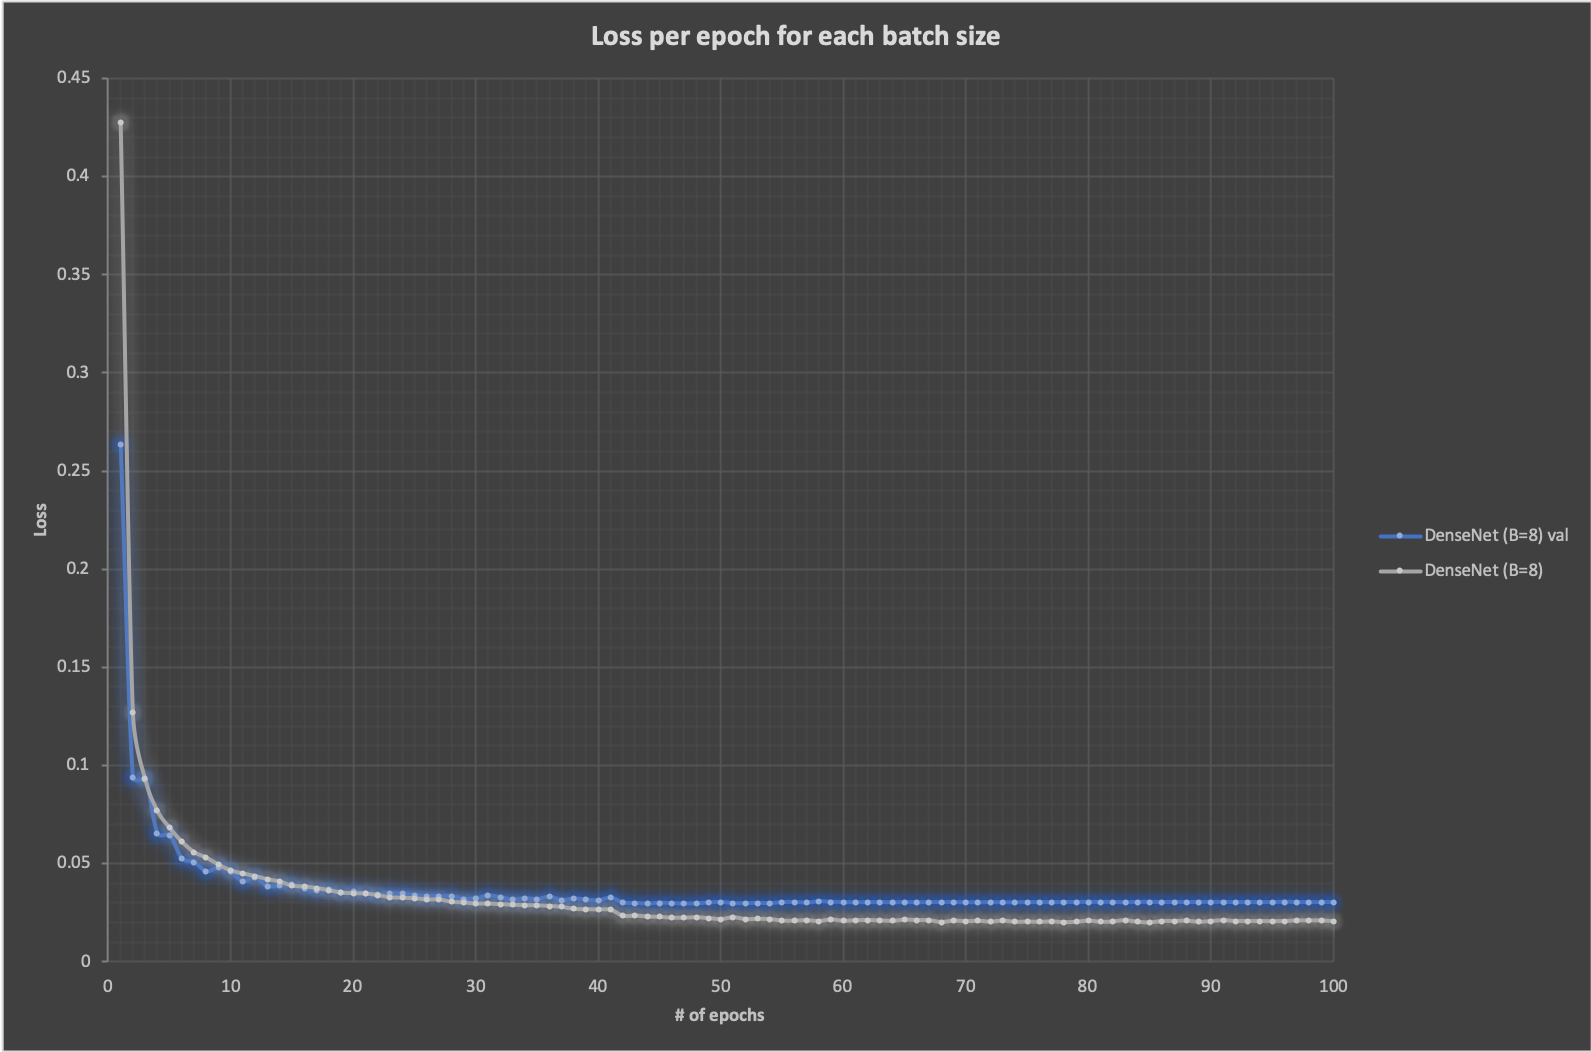 Loss per epoch for each batch size
0.45
0.4
0.35
0.3
0.25
0.2
0.15
0.1
0.05
0
Loss
0 10 20 30 40 50 60 70 80 90 100
# of epochs
DenseNet (B=8) val
DenseNet (B=8)